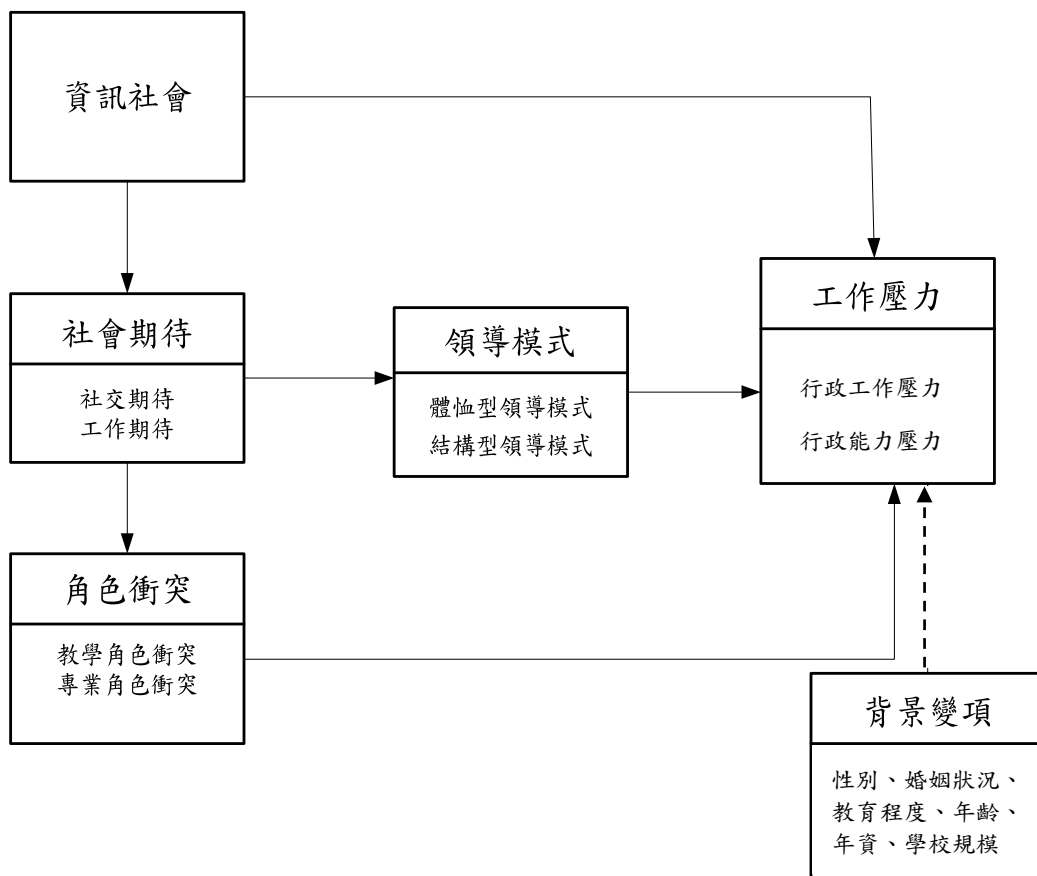 資訊社會
社會期待
社交期待
工作期待
領導模式
體恤型領導模式
結構型領導模式
工作壓力
行政工作壓力
行政能力壓力
角色衝突
教學角色衝突
專業角色衝突
背景變項
性別、婚姻狀況、
教育程度、年齡、
年資、學校規模